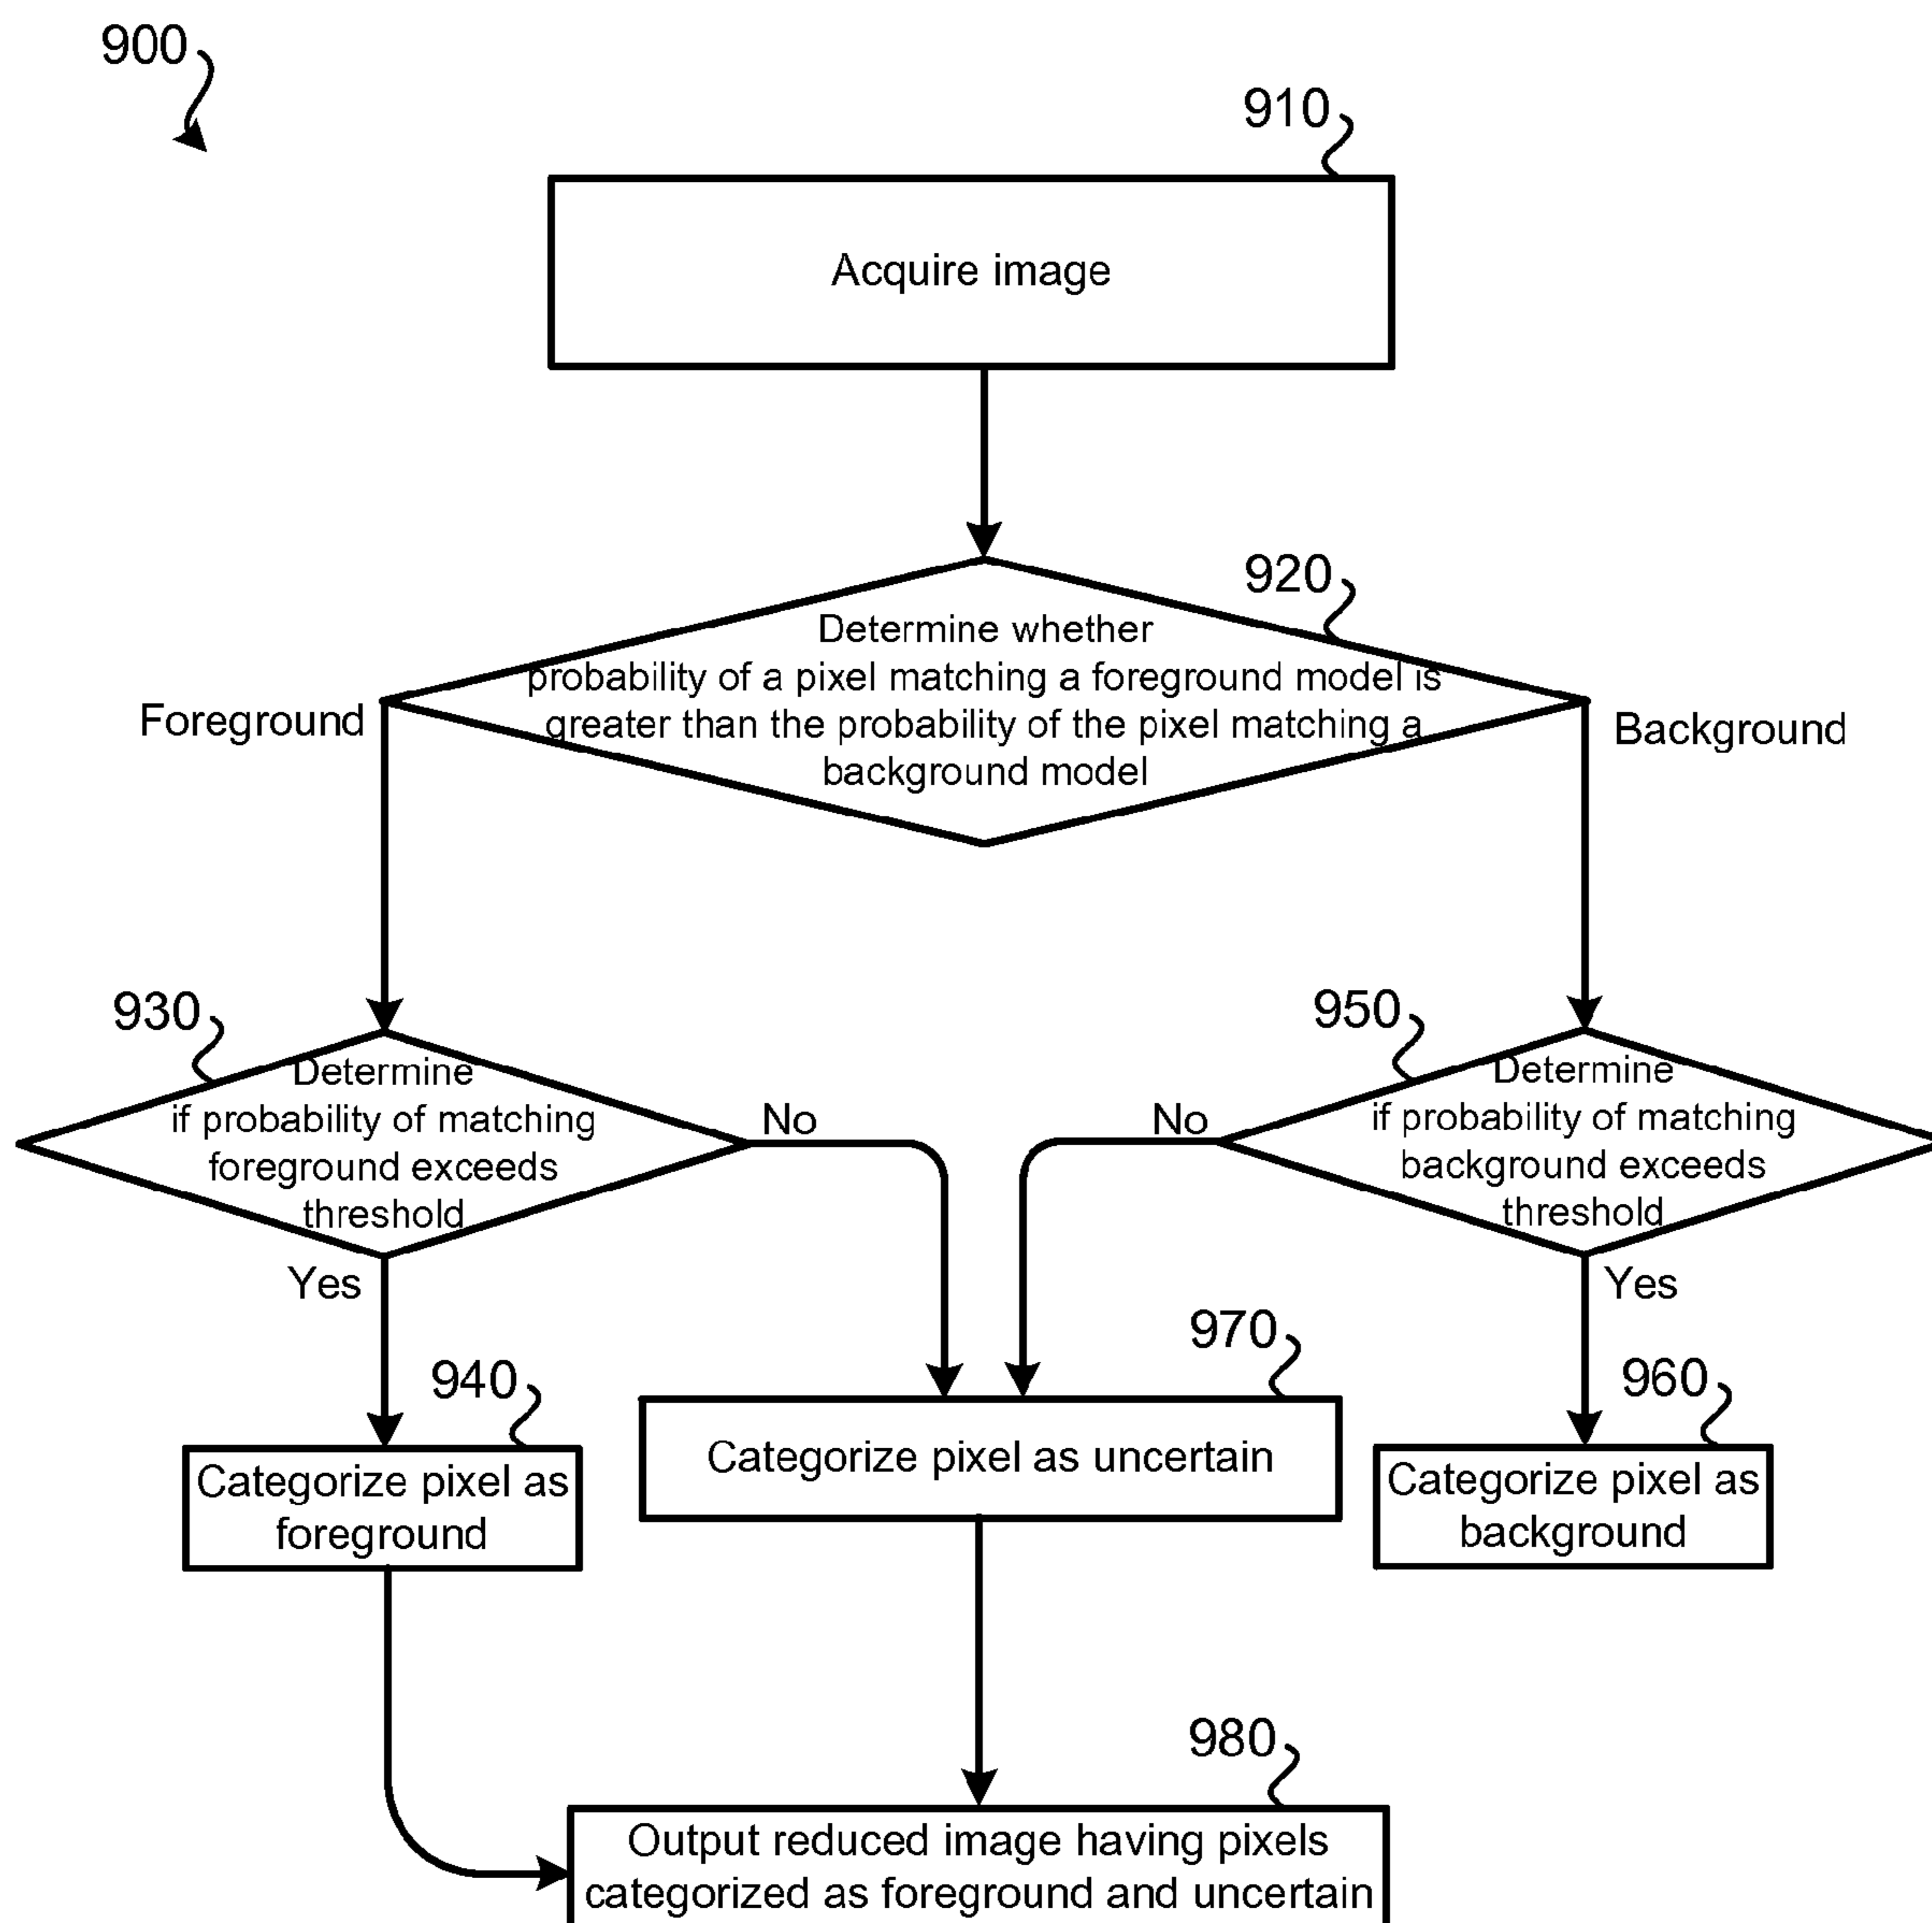 900
910
Acquire image
920
Determine whether
probability of a pixel matching a foreground model is
greater than the probability of the pixel matching a
background model
Foreground
Background
930
Determine
if probability of matching
foreground exceeds
threshold
No
Yes
950
Determine
if probability of matching
background exceeds
threshold
No
Yes
940
Categorize pixel as
foreground
970
Categorize pixel as uncertain
960
Categorize pixel as
background
980
Output reduced image having pixels
categorized as foreground and uncertain